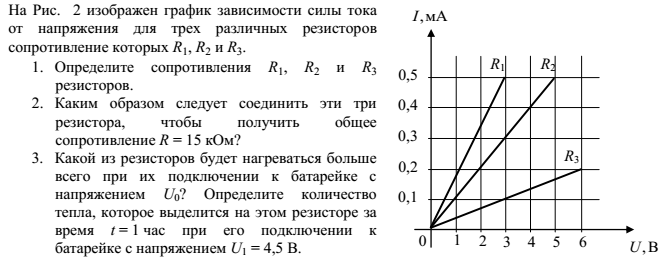 На Рис. 2 изображен график зависимости силы тока
от напряжения для трех различных резисторов
сопротивление которых R₁, R₂ и R₃.
1. Определите сопротивления R₁, R₂ и R₃
резисторов.
2. Каким образом следует соединить эти три
резистора, чтобы получить общее
сопротивление R = 15 кОм?
3. Какой из резисторов будет нагреваться больше
всего при их подключении к батарейке с
напряжением U₀? Определите количество
тепла, которое выделится на этом резисторе за
время t = 1 час при его подключении к
батарейке с напряжением U₁ = 4,5 В.
I, мА
R₁ R₂
0,5
0,4
0,3
R₃
0,2
0,1
0 1 2 3 4 5 6
U, В